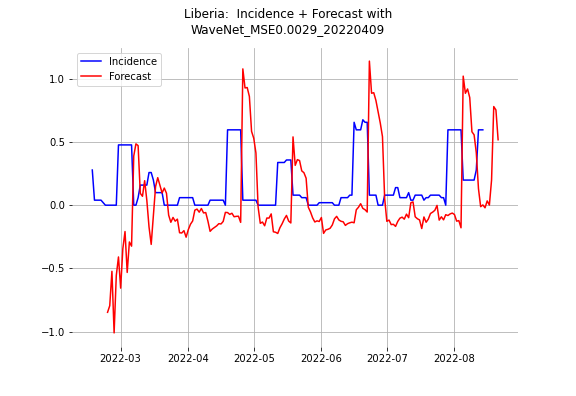 Liberia:  Incidence + Forecast with
WaveNet_MSE0.0029_20220409
Incidence
Forecast
1.0
0.5
0.0
−0.5
−1.0
2022-03
2022-04
2022-05
2022-06
2022-07
2022-08